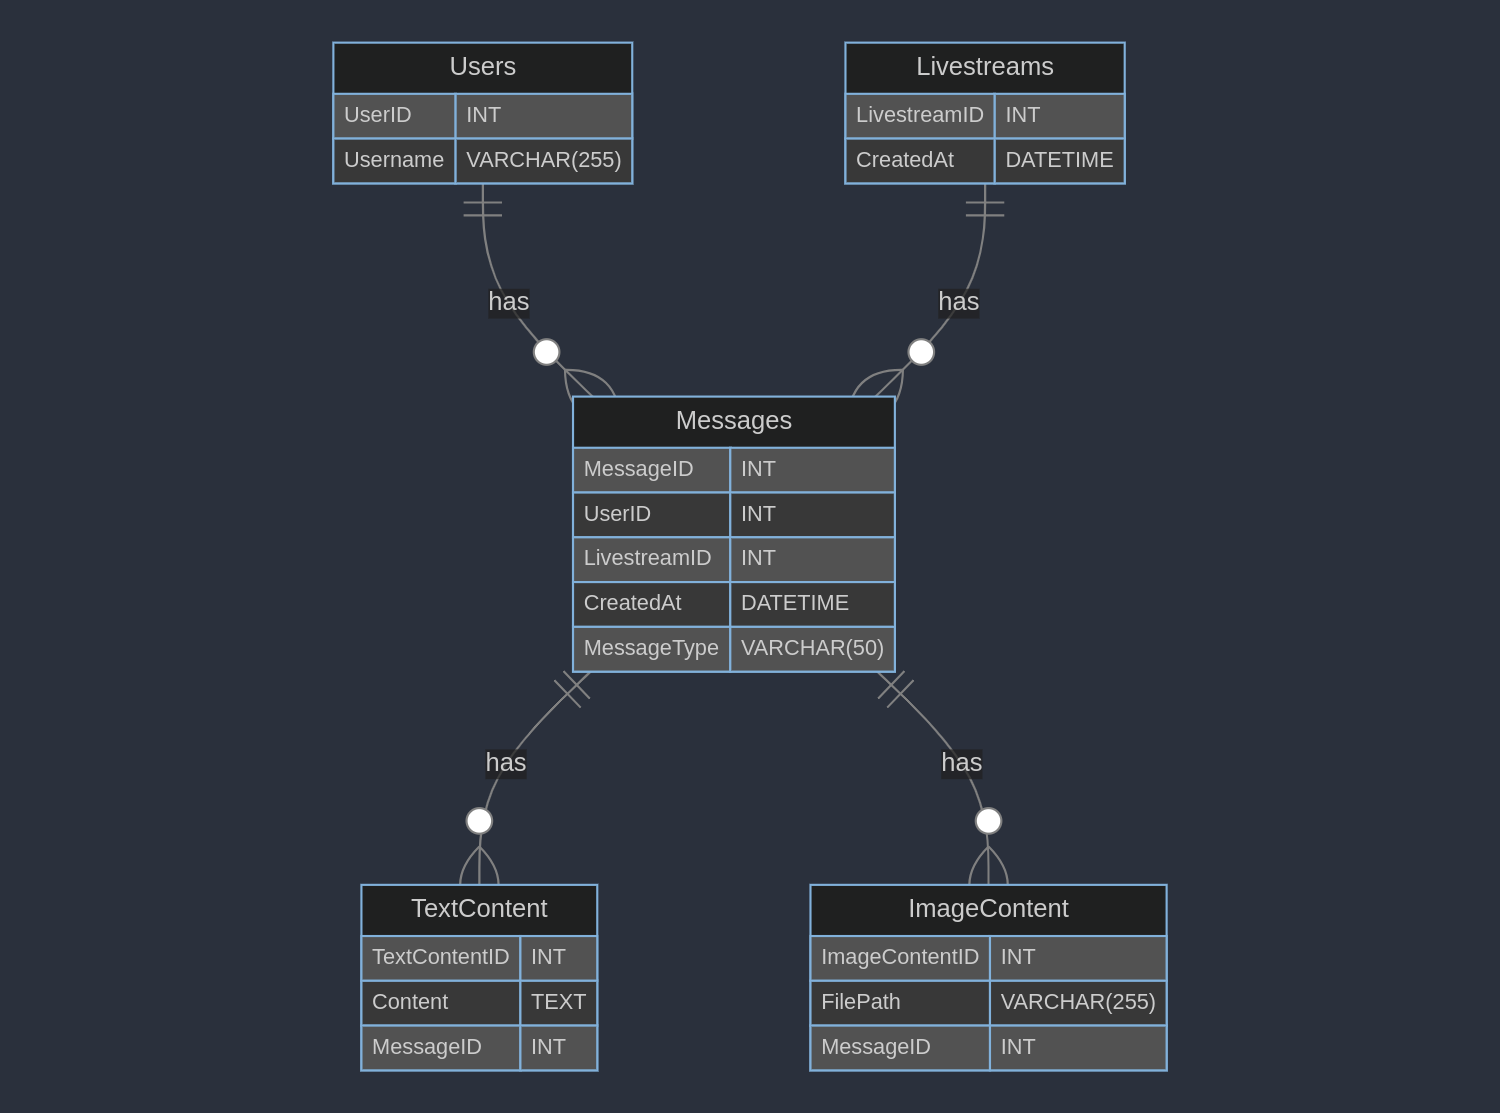 Users
UserID INT
Username VARCHAR(255)
Livestreams
LivestreamID INT
CreatedAt DATETIME
has
has
Messages
MessageID INT
UserID INT
LivestreamID INT
CreatedAt DATETIME
MessageType VARCHAR(50)
has
has
TextContent
TextContentID INT
Content TEXT
MessageID INT
ImageContent
ImageContentID INT
FilePath VARCHAR(255)
MessageID INT